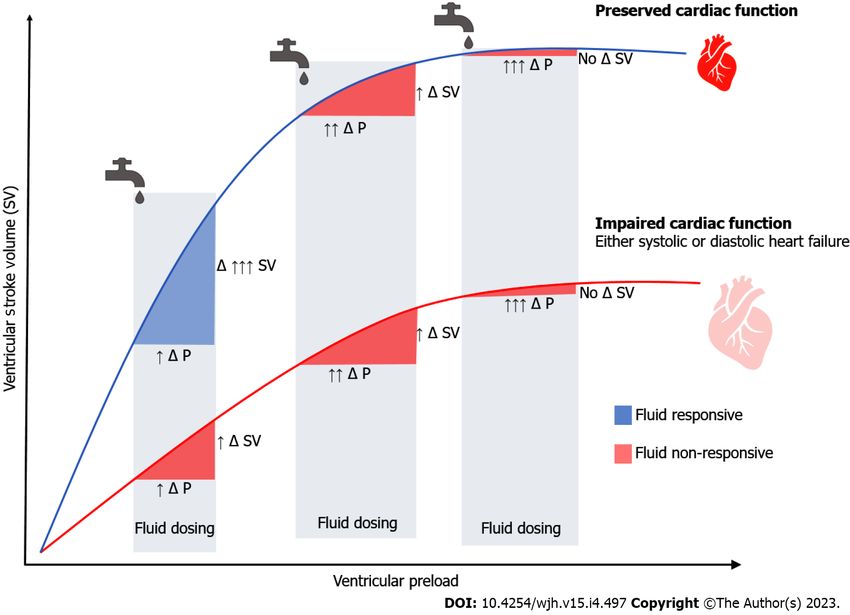 Preserved cardiac function
No Δ SV
↑↑↑ Δ P
↑ Δ SV
↑↑ Δ P
Ventricular stroke volume (SV)
Impaired cardiac function
Either systolic or diastolic heart failure
Δ ↑↑↑ SV
↑ Δ P
No Δ SV
↑↑↑ Δ P
↑ Δ SV
↑↑ Δ P
↑ Δ SV
↑ Δ P
Fluid responsive
Fluid non-responsive
Fluid dosing
Fluid dosing
Fluid dosing
Ventricular preload
DOI: 10.4254/wjh.v15.i4.497 Copyright ©The Author(s) 2023.